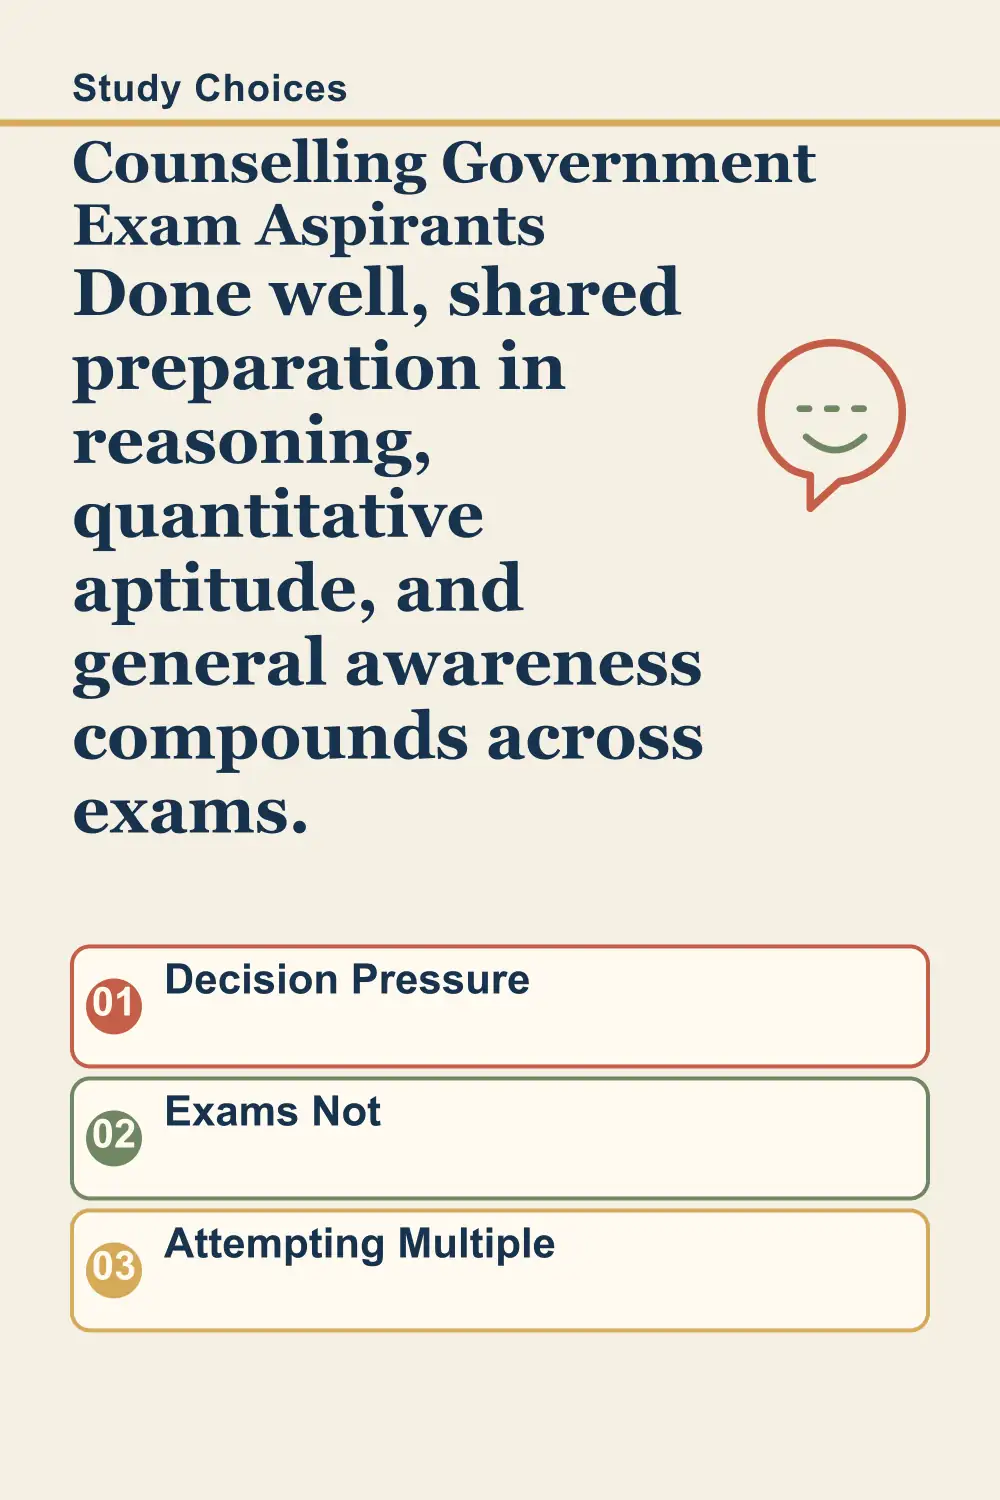 Study Choices
Counselling Government
Exam Aspirants
Done well, shared
preparation in
reasoning,
quantitative
aptitude, and
general awareness
compounds across
exams.
01 Decision Pressure
02 Exams Not
03 Attempting Multiple